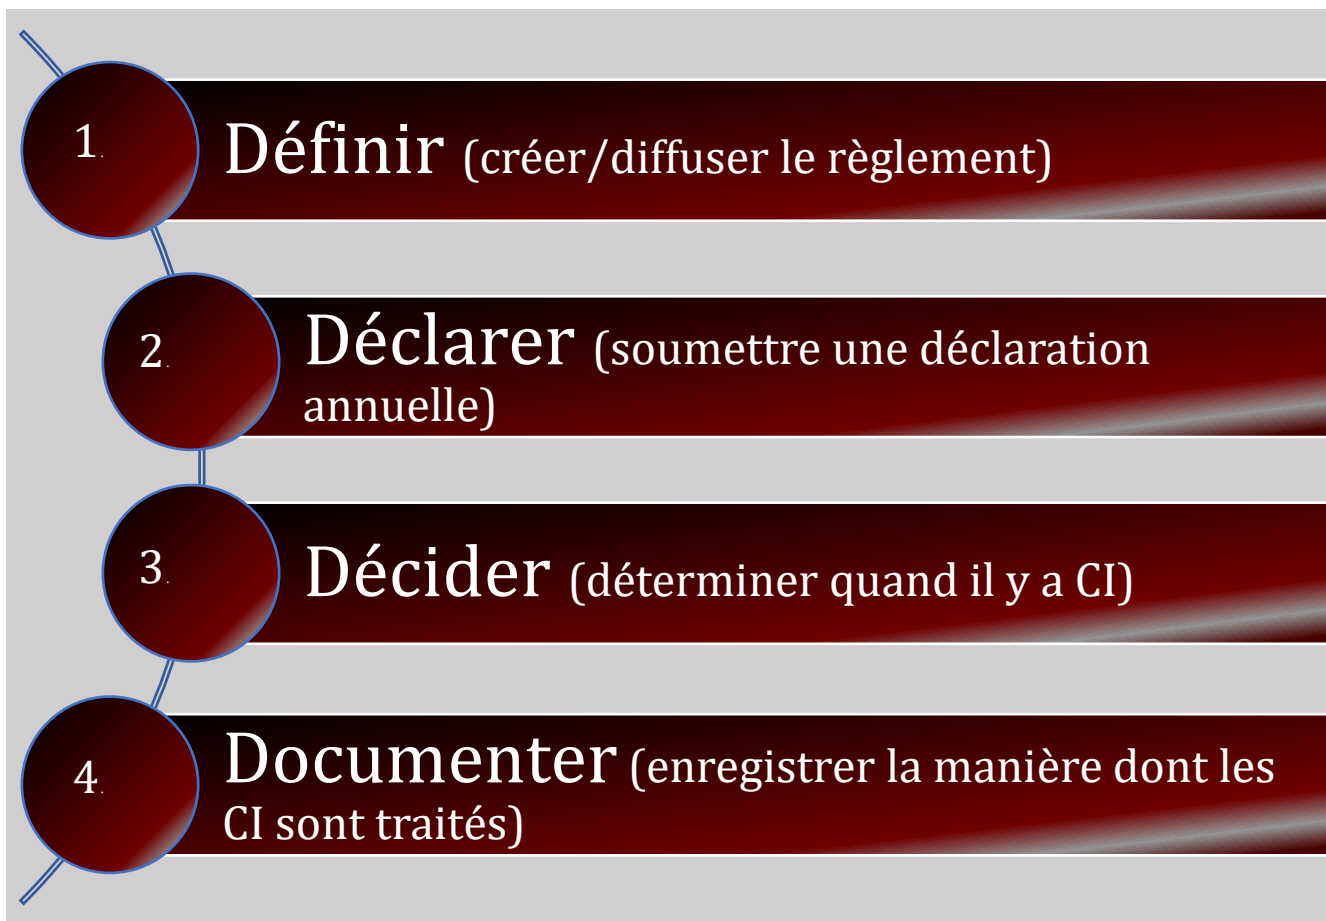 1.
Définir (créer/diffuser le règlement)
2.
Déclarer (soumettre une déclaration
annuelle)
3.
Décider (déterminer quand il y a CI)
4.
Documenter (enregistrer la manière dont les
CI sont traités)